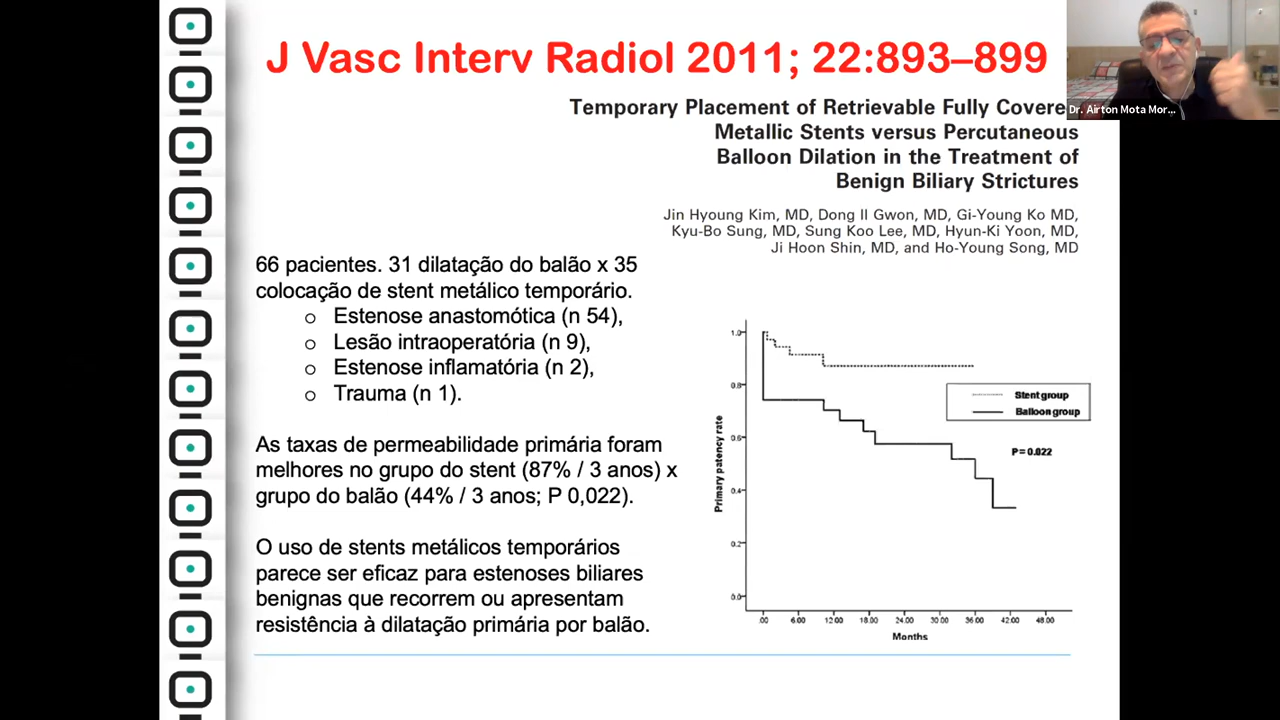 J Vasc Interv Radiol 2011; 22:893–899
Dr. Airton Mota Mor...
Temporary Placement of Retrievable Fully Covere
Metallic Stents versus Percutaneous
Balloon Dilation in the Treatment of
Benign Biliary Strictures
Jin Hyoung Kim, MD, Dong Il Gwon, MD, Gi-Young Ko MD,
Kyu-Bo Sung, MD, Sung Koo Lee, MD, Hyun-Ki Yoon, MD,
Ji Hoon Shin, MD, and Ho-Young Song, MD
66 pacientes. 31 dilatação do balão x 35
colocação de stent metálico temporário.
o Estenose anastomótica (n 54),
o Lesão intraoperatória (n 9),
o Estenose inflamatória (n 2),
o Trauma (n 1).
As taxas de permeabilidade primária foram
melhores no grupo do stent (87% / 3 anos) x
grupo do balão (44% / 3 anos; P 0,022).
O uso de stents metálicos temporários
parece ser eficaz para estenoses biliares
benignas que recorrem ou apresentam
resistência à dilatação primária por balão.
Primary patency rate
1.0
0.8
0.6
0.4
0.2
0.0
Stent group
Balloon group
P = 0.022
.00 6.00 12.00 18.00 24.00 30.00 36.00 42.00 48.00
Months